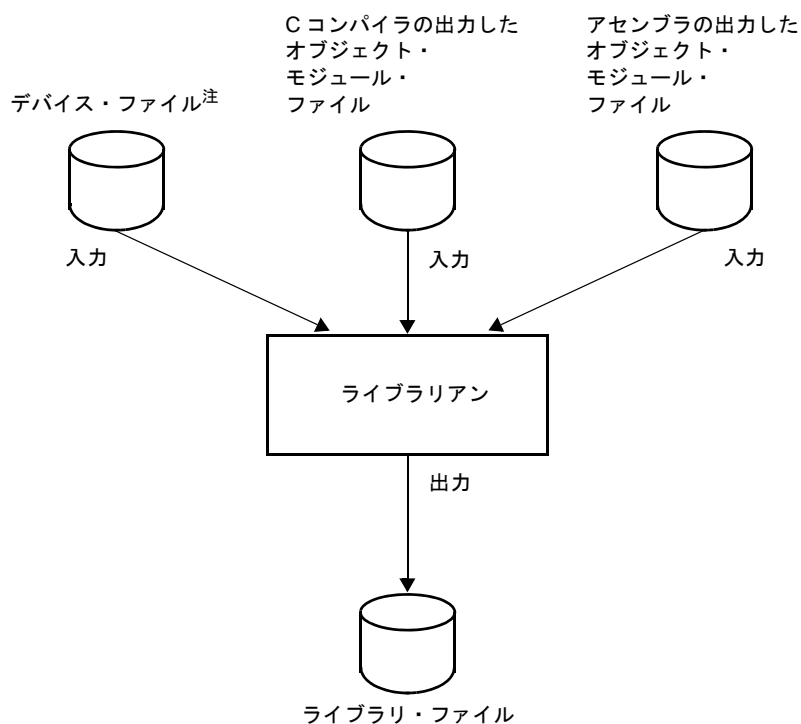 C コンパイラの出力した
オブジェクト・
モジュール・
ファイル
アセンブラの出力した
オブジェクト・
モジュール・
ファイル
デバイス・ファイル注
入力
入力
入力
ライブラリアン
出力
ライブラリ・ファイル